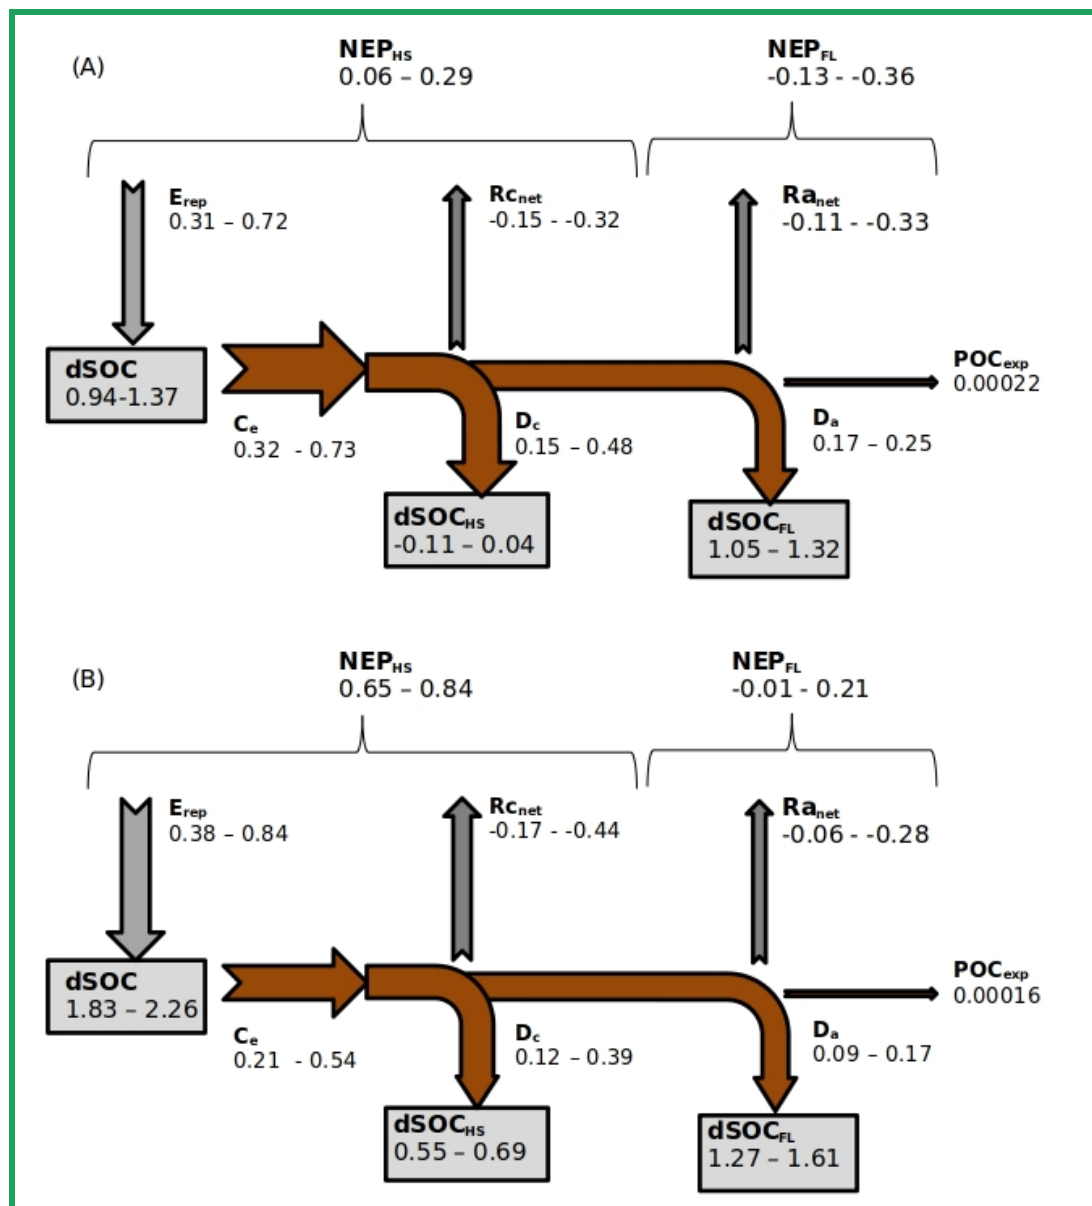 (A)
NEPHS
0.06 – 0.29
NEPFL
-0.13 - -0.36
Erep
0.31 – 0.72
Rcnet
-0.15 - -0.32
Ranet
-0.11 - -0.33
dSOC
0.94-1.37
Ce
0.32 - 0.73
Dc
0.15 – 0.48
Da
0.17 – 0.25
POCexp
0.00022
dSOCHS
-0.11 – 0.04
dSOCFL
1.05 – 1.32
(B)
NEPHS
0.65 – 0.84
NEPFL
-0.01 - 0.21
Erep
0.38 – 0.84
Rcnet
-0.17 - -0.44
Ranet
-0.06 - -0.28
dSOC
1.83 – 2.26
Ce
0.21 - 0.54
Dc
0.12 – 0.39
Da
0.09 – 0.17
POCexp
0.00016
dSOCHS
0.55 – 0.69
dSOCFL
1.27 – 1.61